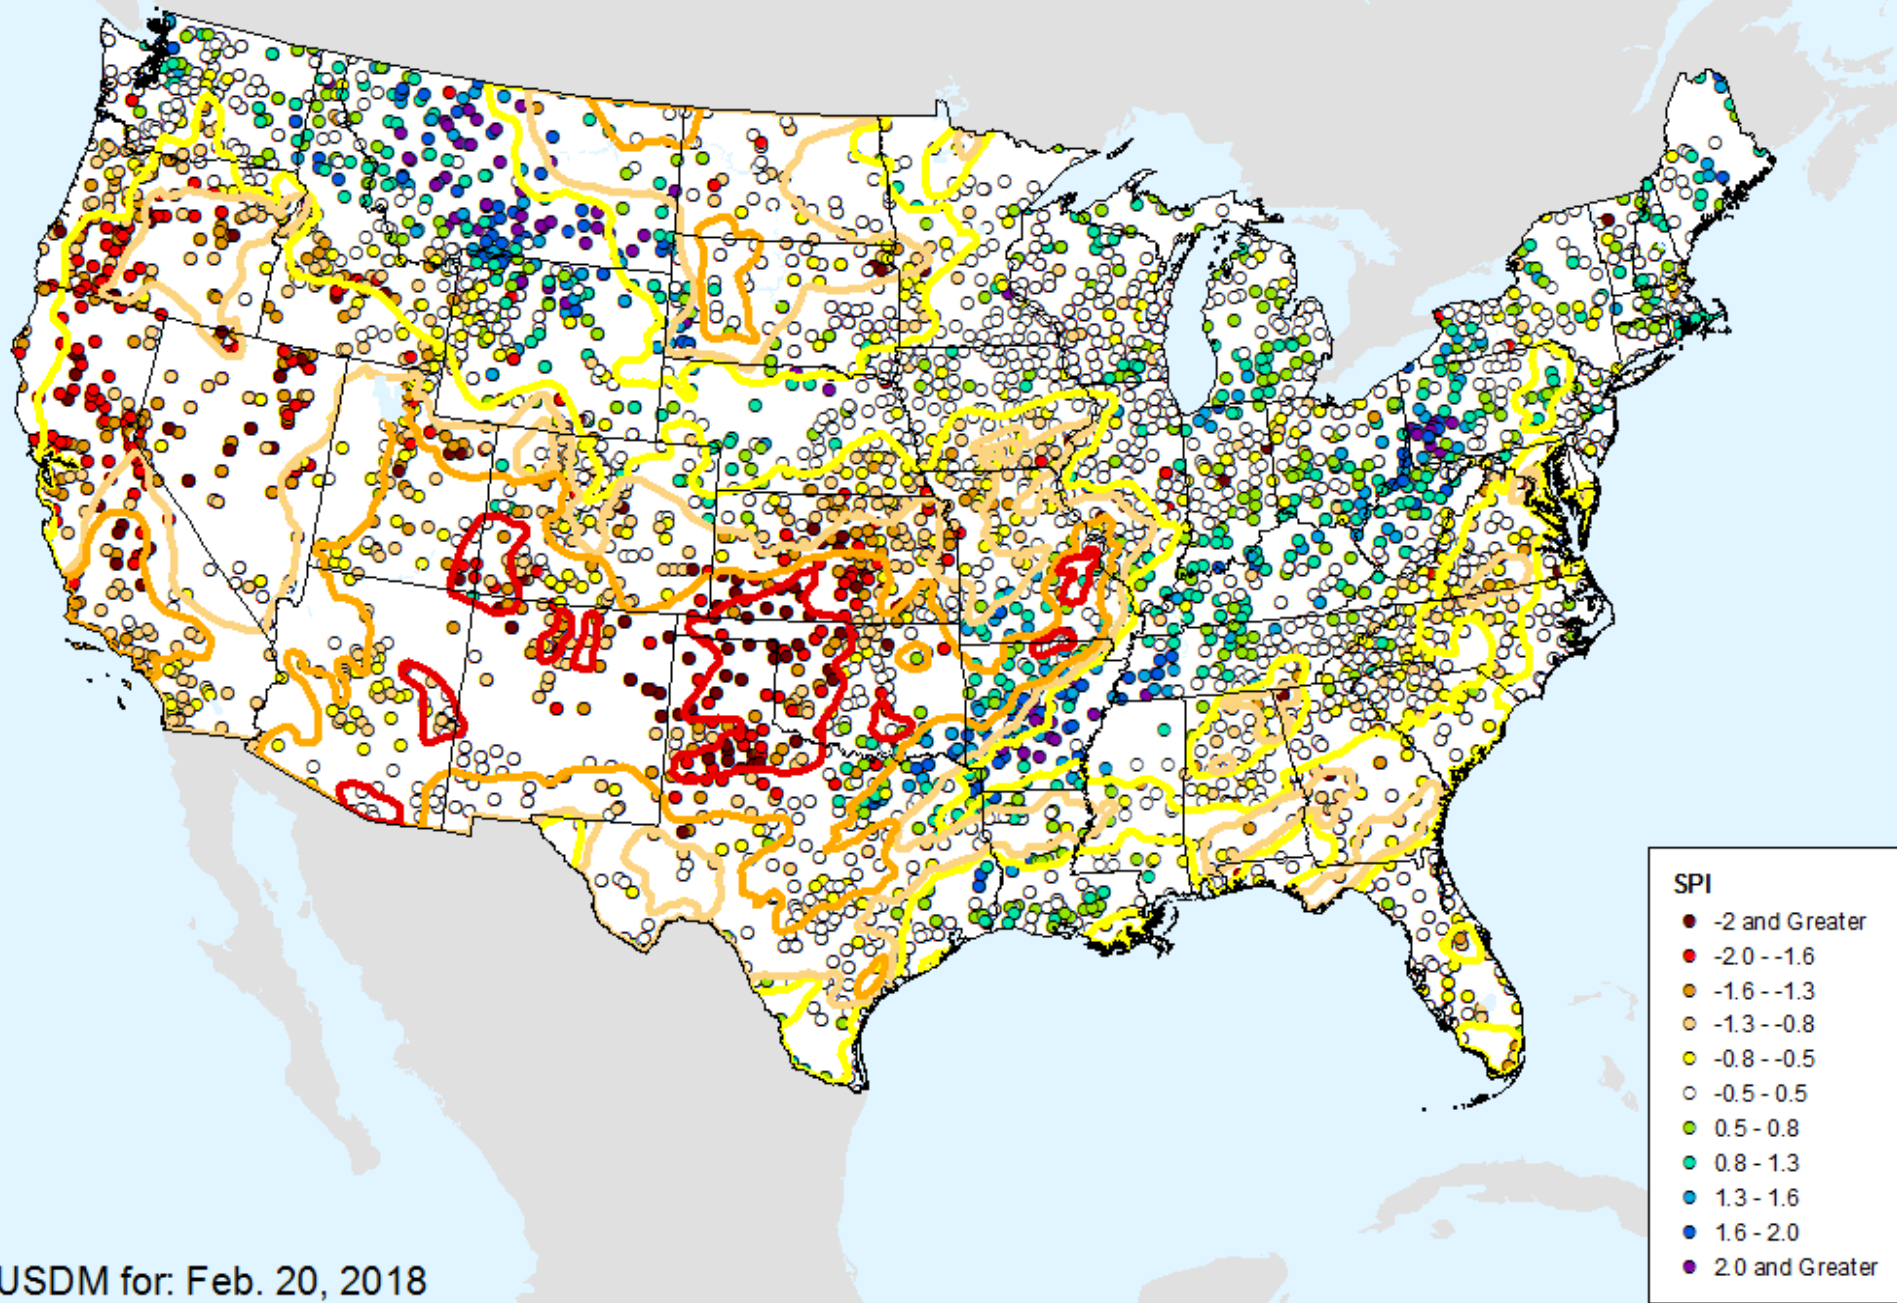 SPI
-2 and Greater
-2.0 - -1.6
-1.6 - -1.3
-1.3 - -0.8
-0.8 - -0.5
-0.5 - 0.5
0.5 - 0.8
0.8 - 1.3
1.3 - 1.6
1.6 - 2.0
2.0 and Greater
USDM for: Feb. 20, 2018